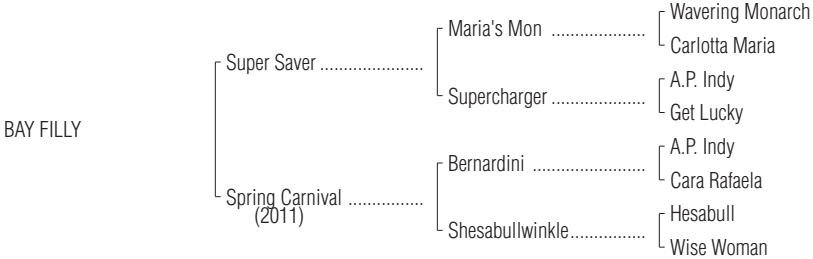 Wavering Monarch
Maria's Mon ....................
Carlotta Maria
Super Saver ......................
A.P. Indy
Supercharger ....................
Get Lucky
BAY FILLY
A.P. Indy
Bernardini ........................
Cara Rafaela
Spring Carnival ................
(2011)
Hesabull
Shesabullwinkle................
Wise Woman